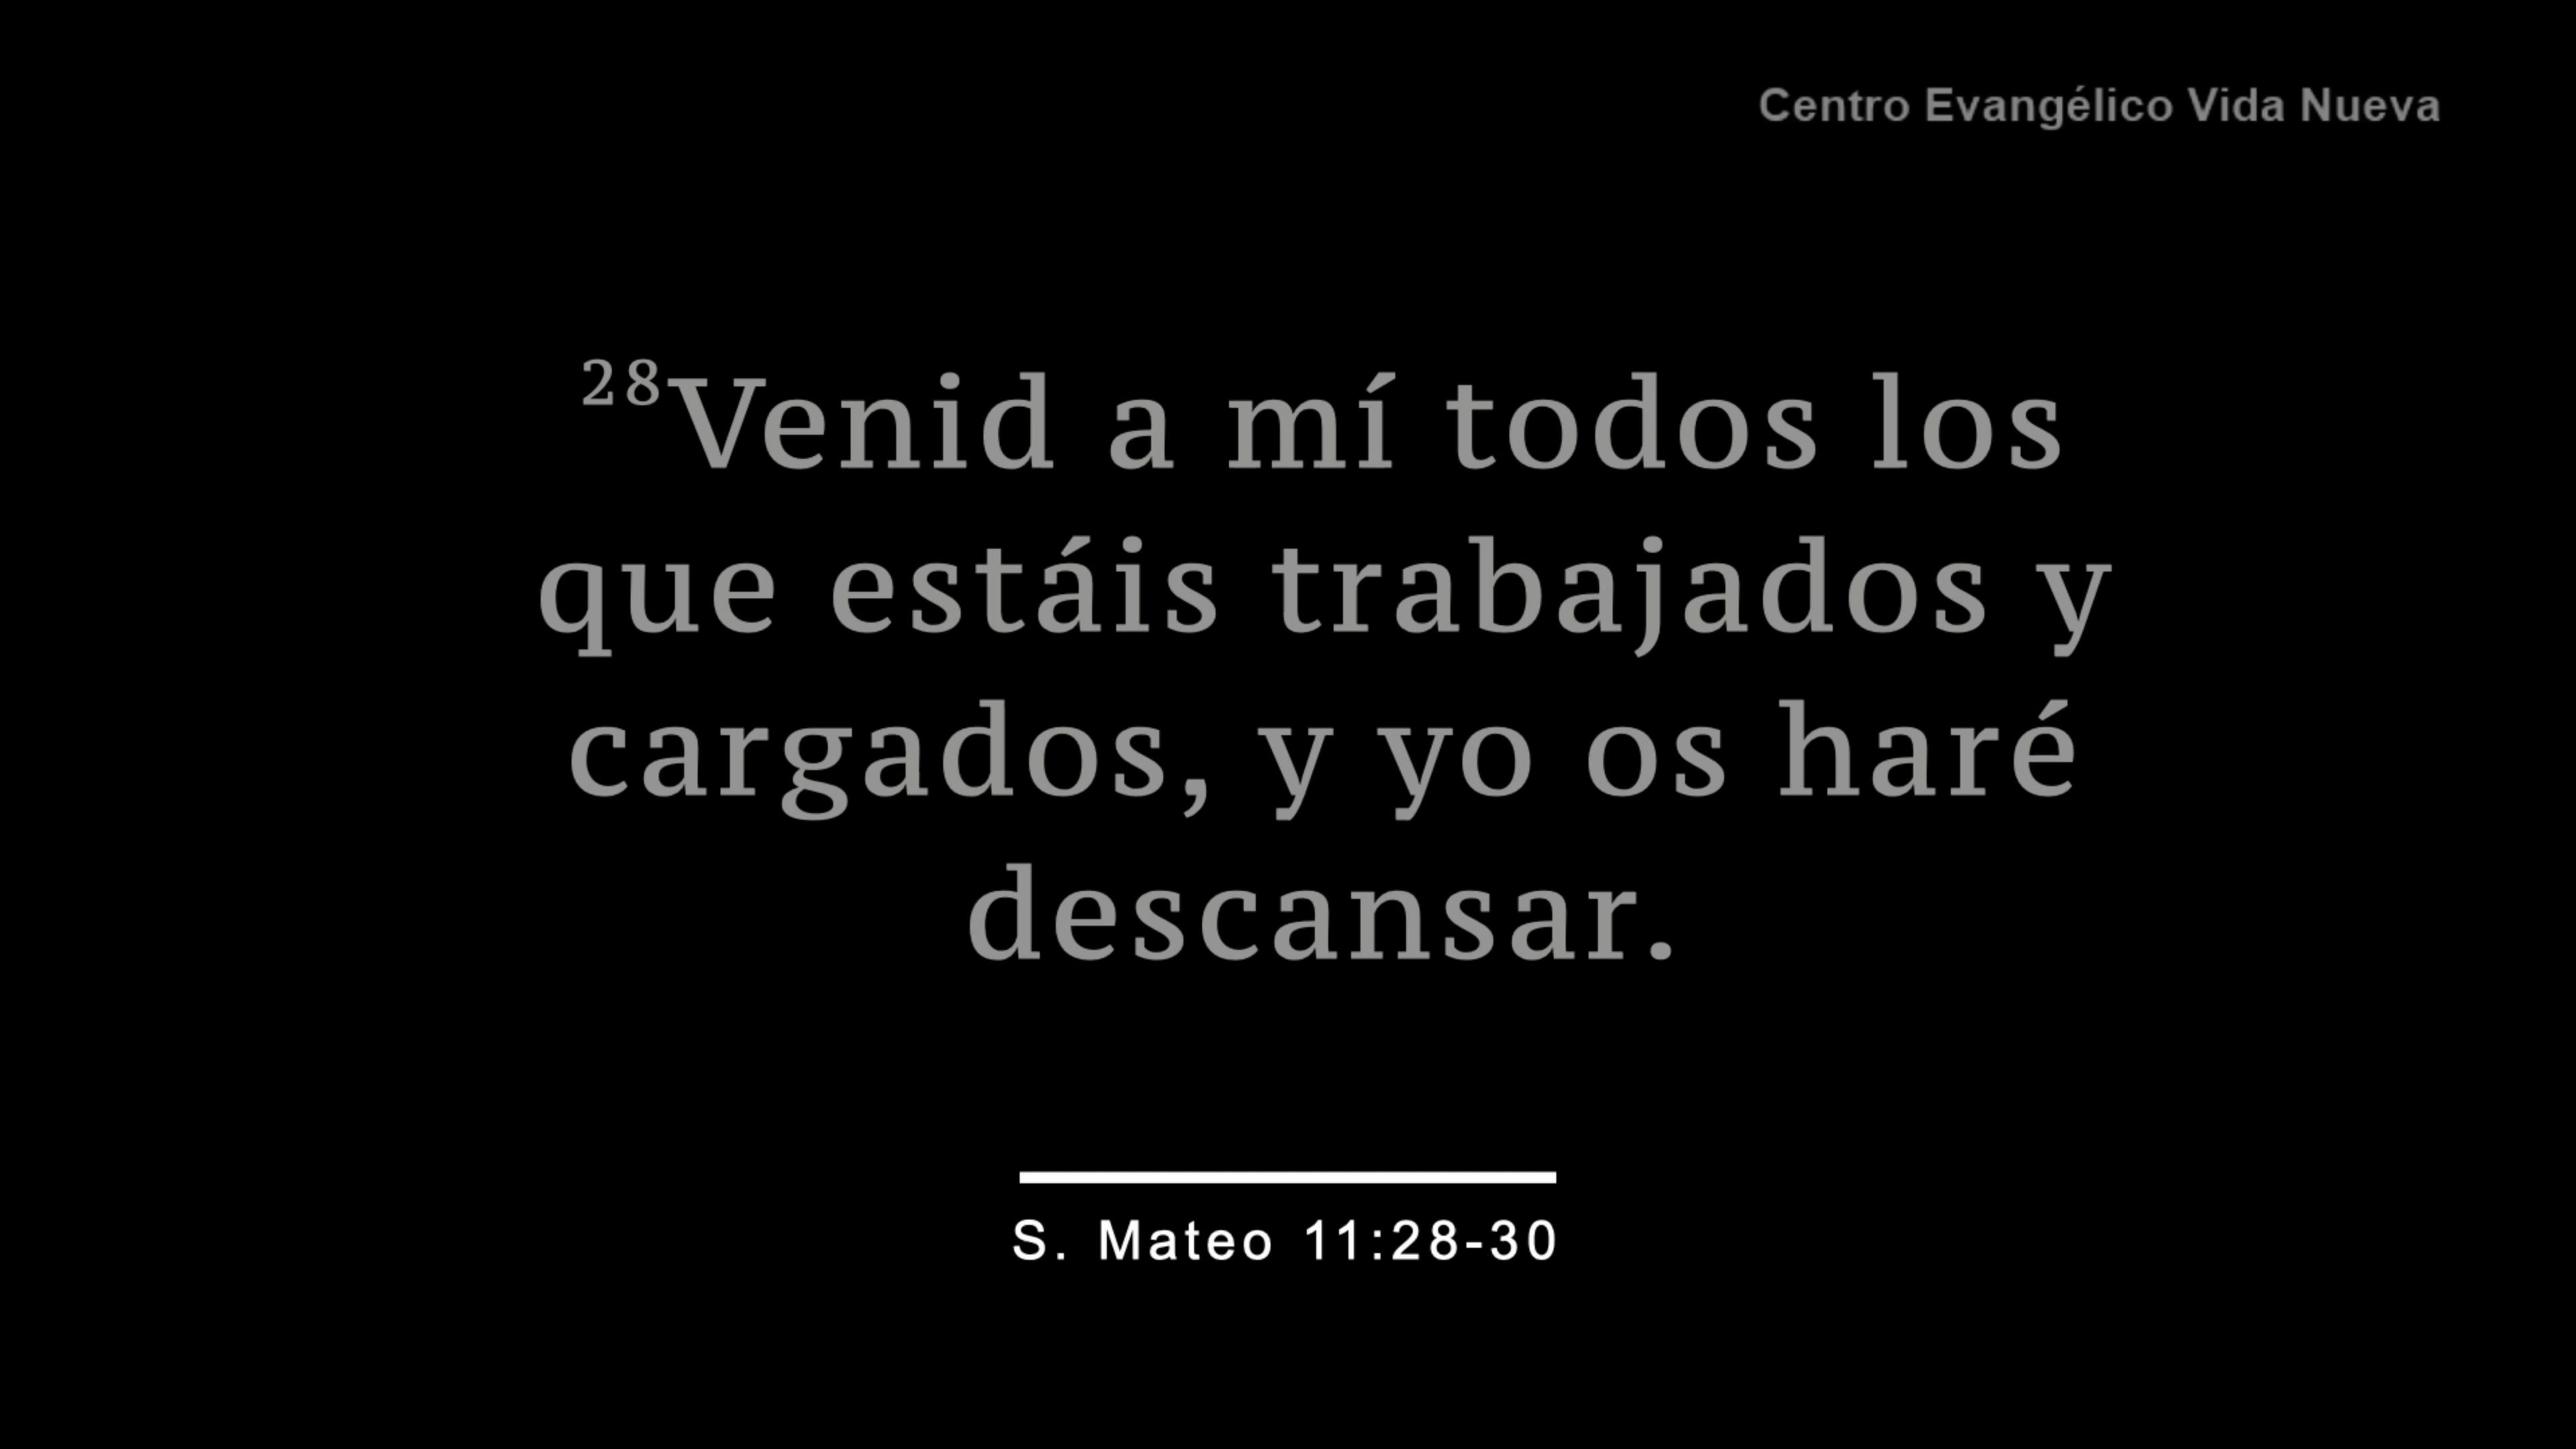 Centro Evangélico Vida Nueva
²⁸Venid a mí todos los
que estáis trabajados y
cargados, y yo os haré
descansar.
S. Mateo 11:28-30